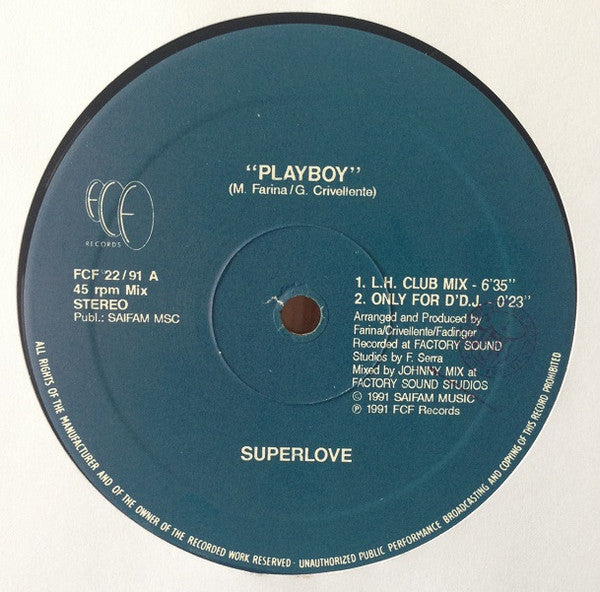 "PLAYBOY"
(M. Farina/G. Crivellente)
FCF
RECORDS
FCF 22/91 A
45 rpm Mix
STEREO
Publ.: SAIFAM MSC
1. L.H. CLUB MIX - 6'35"
2. ONLY FOR D'D.J. - 0'23"
Arranged and Produced by
Farina/Crivellente/Fadinger
Recorded at FACTORY SOUND
Studios by F. Serra
Mixed by JOHNNY MIX at
FACTORY SOUND STUDIOS
© 1991 SAIFAM MUSIC
℗ 1991 FCF Records
SUPERLOVE
ALL RIGHTS OF THE MANUFACTURER AND OF THE OWNER OF THE RECORDED WORK RESERVED - UNAUTHORIZED PUBLIC PERFORMANCE BROADCASTING AND COPYING OF THIS RECORD PROHIBITED